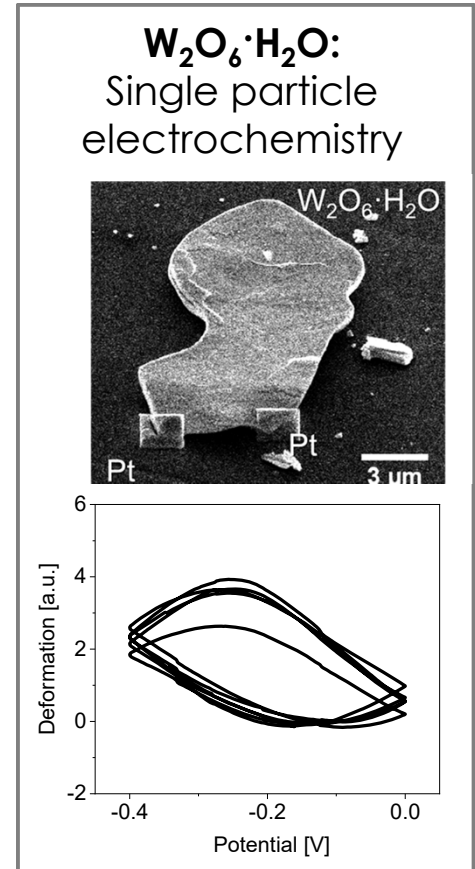 W₂O₆·H₂O:
Single particle
electrochemistry
W₂O₆·H₂O
Pt
Pt
3 μm
6
4
2
0
-2
Deformation [a.u.]
-0.4
-0.2
0.0
Potential [V]